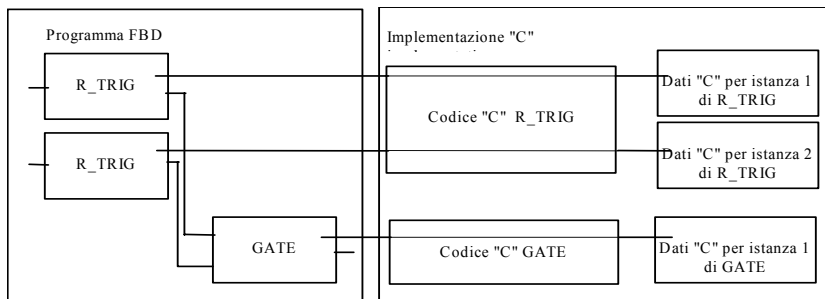 Programma FBD
R_TRIG
R_TRIG
GATE
Implementazione "C"
Codice "C" R_TRIG
Codice "C" GATE
Dati "C" per istanza 1
di R_TRIG
Dati "C" per istanza 2
di R_TRIG
Dati "C" per istanza 1
di GATE